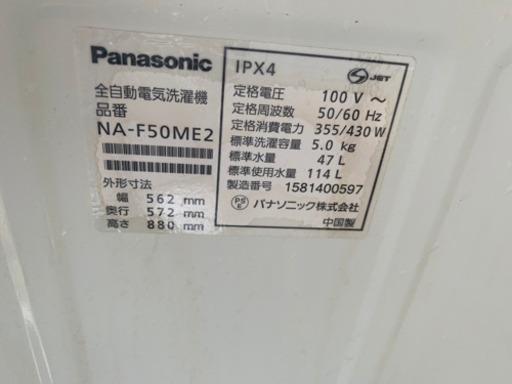 Panasonic
全自動電気洗濯機
品番
NA-F50ME2
外形寸法
幅 562 mm
奥行 572 mm
高さ 880 mm
IPX4
S JET
定格電圧 100 V ～
定格周波数 50/60 Hz
定格消費電力 355/430 W
標準洗濯容量 5.0 kg
標準水量 47 L
標準使用水量 114 L
製造番号 1581400597
PS E パナソニック株式会社
中国製